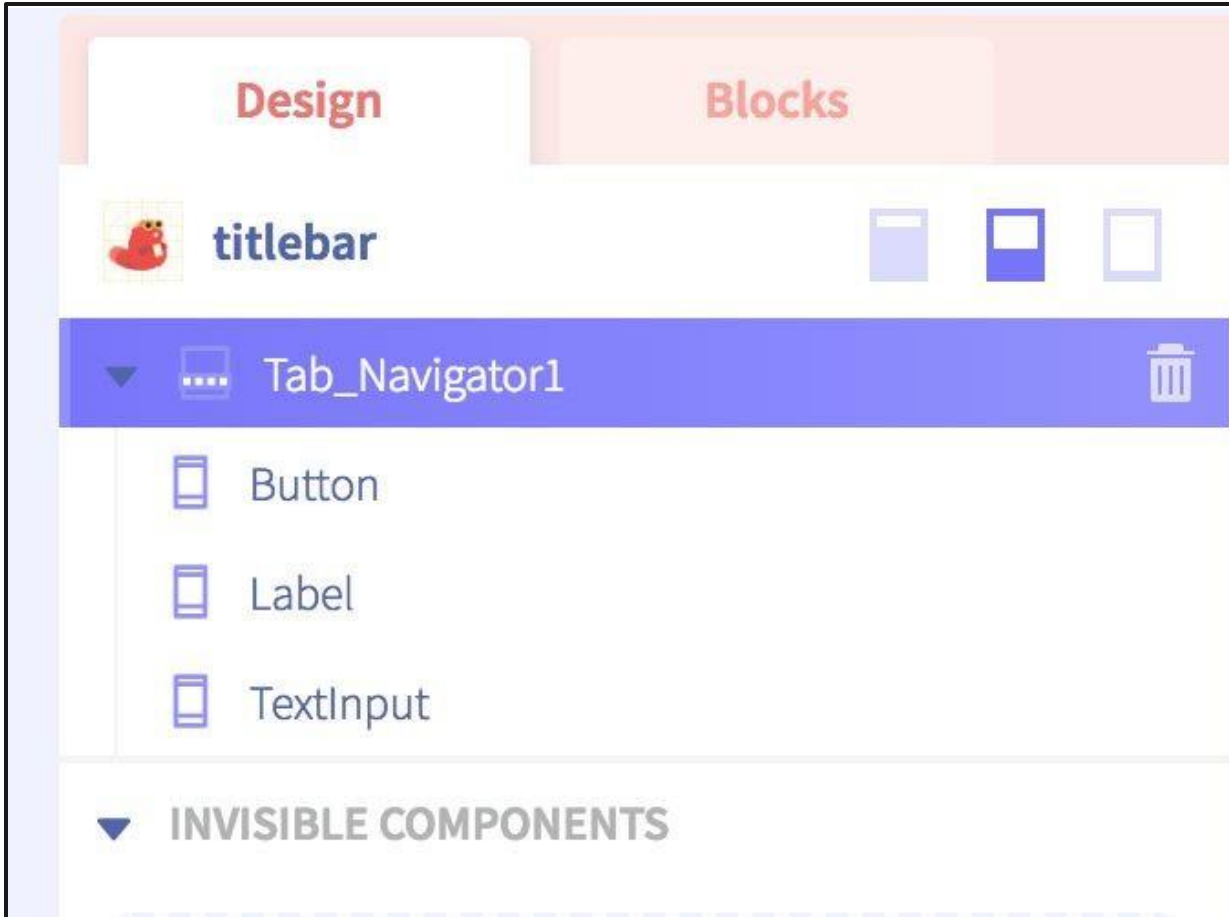 Design
Blocks
titlebar
Tab_Navigator1
Button
Label
TextInput
INVISIBLE COMPONENTS